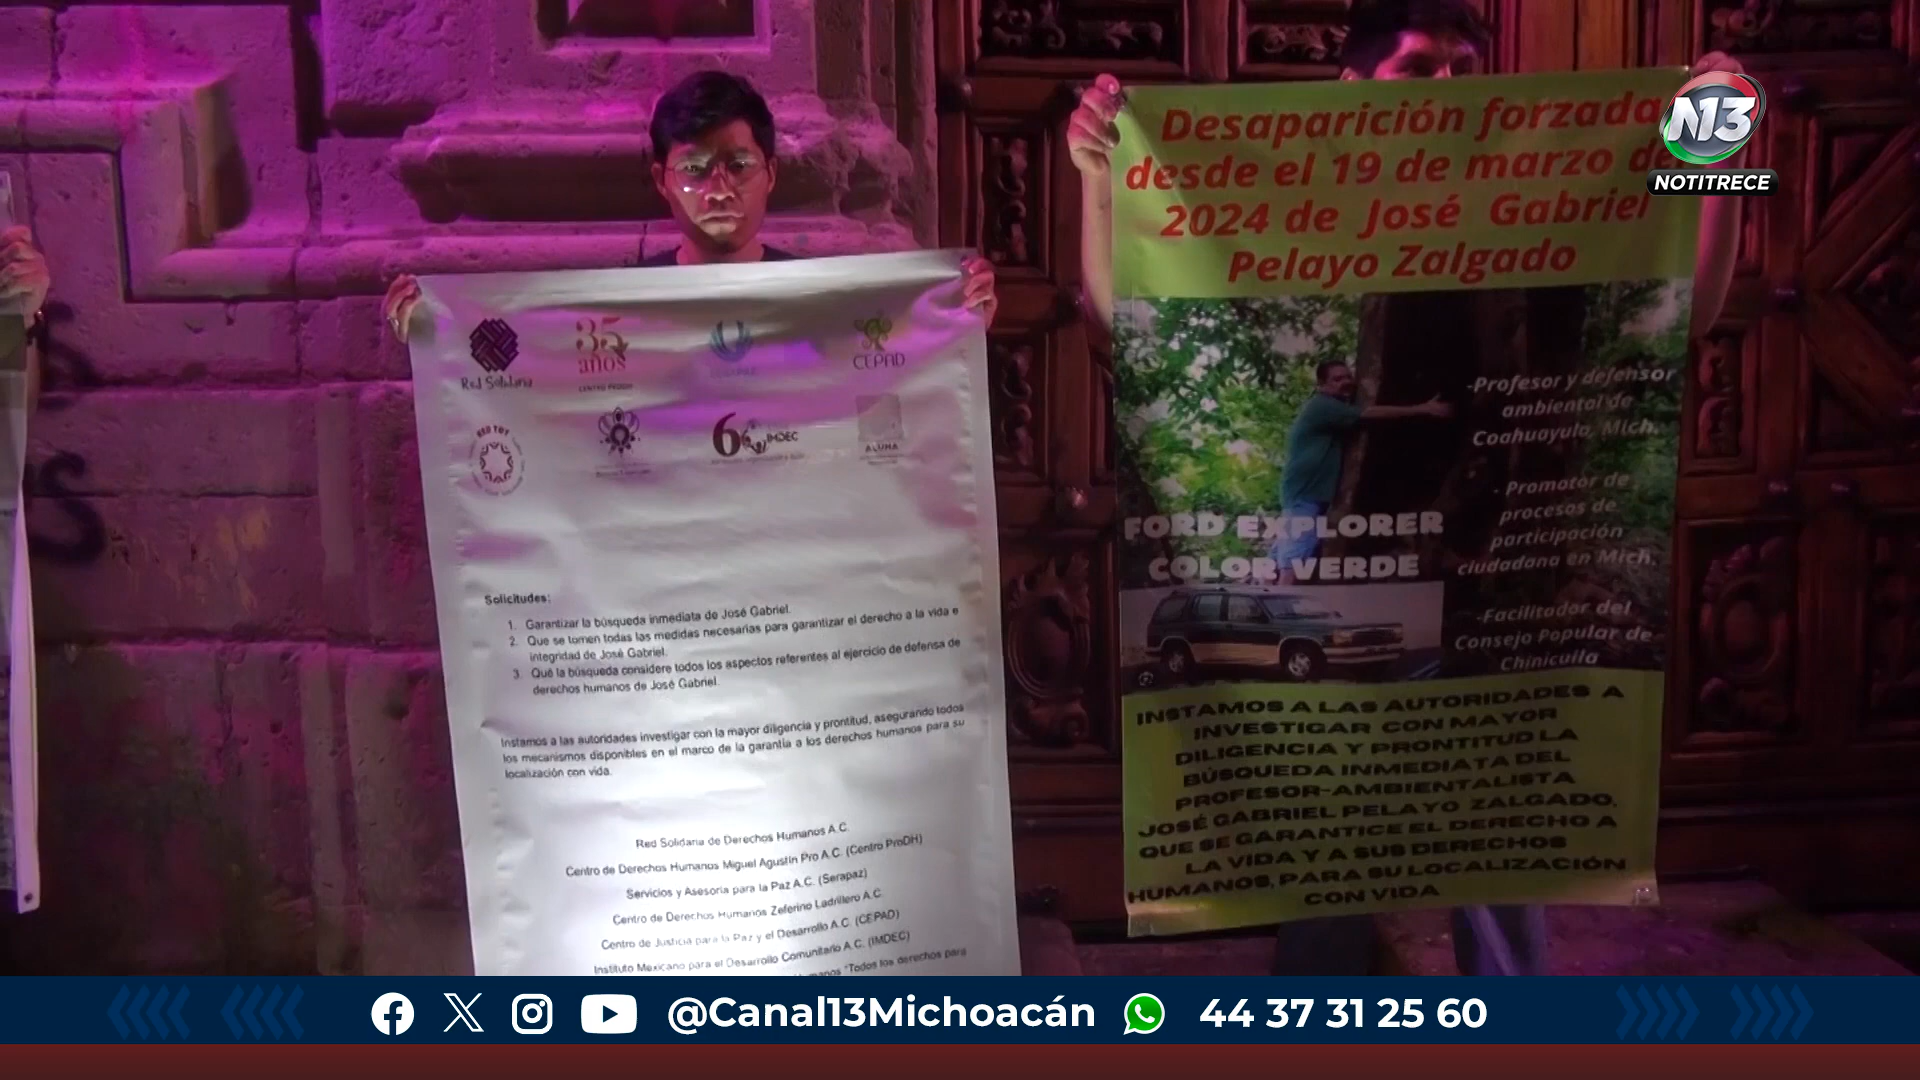 Desaparición forzada
desde el 19 de marzo de
2024 de José Gabriel
Pelayo Zalgado
N13
NOTITRECE
-Profesor y defensor
ambiental de
Coahuayula, Mich.
- Promotor de
procesos de
participación
ciudadana en Mich.
-Facilitador del
Consejo Popular de
Chinicuila
FORD EXPLORER
COLOR VERDE
INSTAMOS A LAS AUTORIDADES A
INVESTIGAR CON MAYOR
DILIGENCIA Y PRONTITUD LA
BÚSQUEDA INMEDIATA DEL
PROFESOR-AMBIENTALISTA
JOSÉ GABRIEL PELAYO ZALGADO,
QUE SE GARANTICE EL DERECHO A
LA VIDA Y A SUS DERECHOS
HUMANOS, PARA SU LOCALIZACIÓN
CON VIDA
Red Solidaria
35
años
CENTRO PRODH
CEPAD
RED TDT
6
IMDEC
ALUNA
Solicitudes:
1. Garantizar la búsqueda inmediata de José Gabriel.
2. Que se tomen todas las medidas necesarias para garantizar el derecho a la vida e
integridad de José Gabriel.
3. Qué la búsqueda considere todos los aspectos referentes al ejercicio de defensa de
derechos humanos de José Gabriel.
Instamos a las autoridades investigar con la mayor diligencia y prontitud, asegurando todos
los mecanismos disponibles en el marco de la garantía a los derechos humanos para su
localización con vida.
Red Solidaria de Derechos Humanos A.C.
Centro de Derechos Humanos Miguel Agustín Pro A.C. (Centro ProDH)
Servicios y Asesoría para la Paz A.C. (Serapaz)
Centro de Derechos Humanos Zeferino Ladrillero A.C.
Centro de Justicia para la Paz y el Desarrollo A.C. (CEPAD)
Instituto Mexicano para el Desarrollo Comunitario A.C. (IMDEC)
"Todos los derechos para
@Canal13Michoacán
44 37 31 25 60